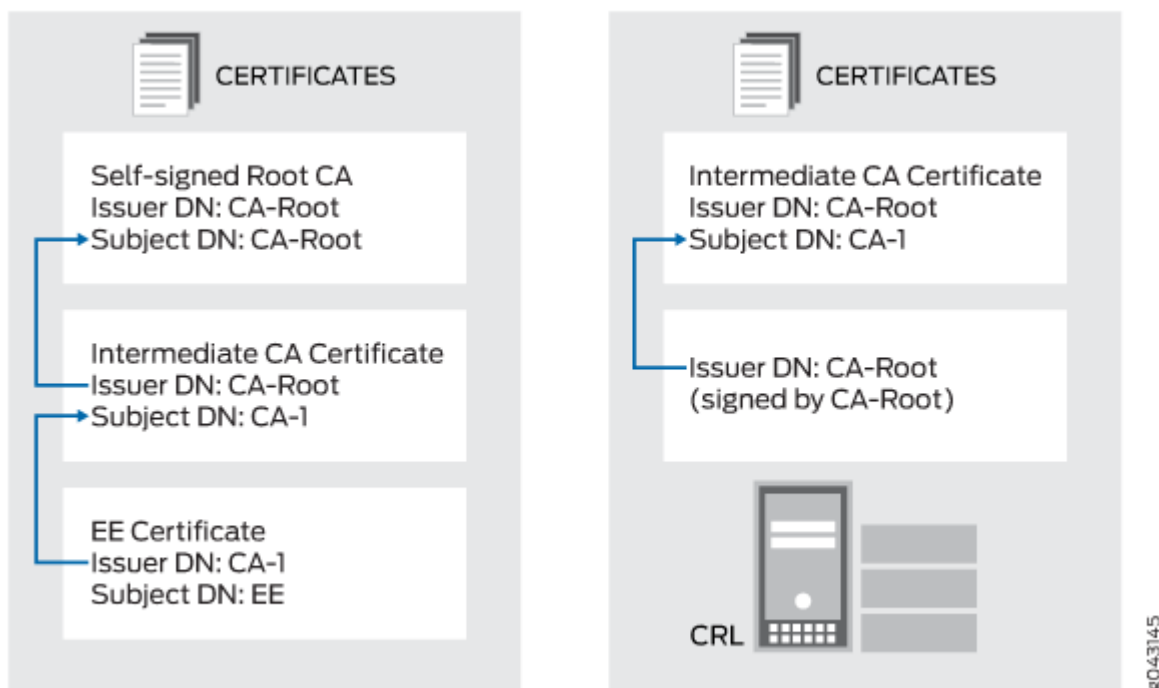 CERTIFICATES
Self-signed Root CA
Issuer DN: CA-Root
Subject DN: CA-Root
Intermediate CA Certificate
Issuer DN: CA-Root
Subject DN: CA-1
EE Certificate
Issuer DN: CA-1
Subject DN: EE
CERTIFICATES
Intermediate CA Certificate
Issuer DN: CA-Root
Subject DN: CA-1
Issuer DN: CA-Root
(signed by CA-Root)
CRL
g043145